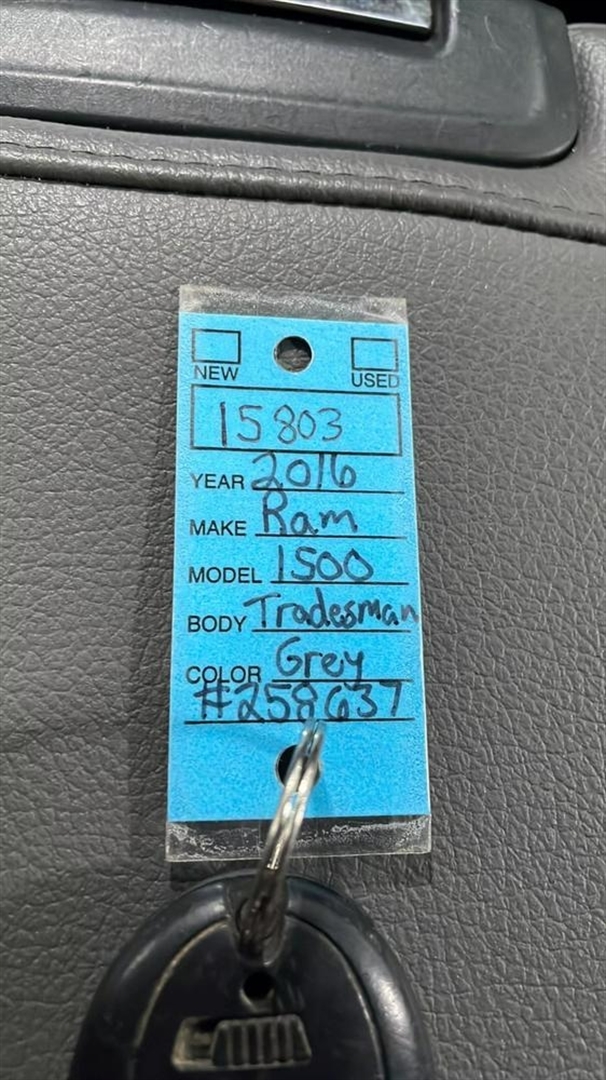 NEW USED
15803
YEAR 2016
MAKE Ram
MODEL 1500
BODY Tradesman
COLOR Grey
#258637